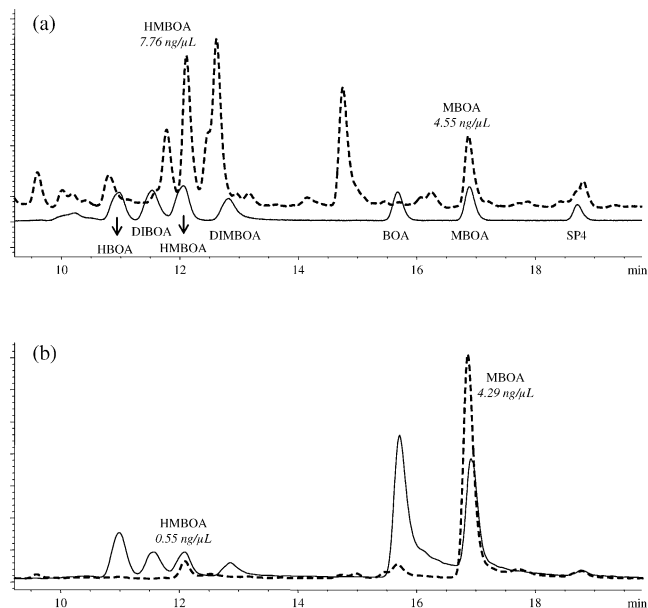 (a)
HMBOA
7.76 ng/µL
MBOA
4.55 ng/µL
HBOA
DIBOA
HMBOA
DIMBOA
BOA
MBOA
SP4
10 12 14 16 18 min
(b)
MBOA
4.29 ng/µL
HMBOA
0.55 ng/µL
10 12 14 16 18 min